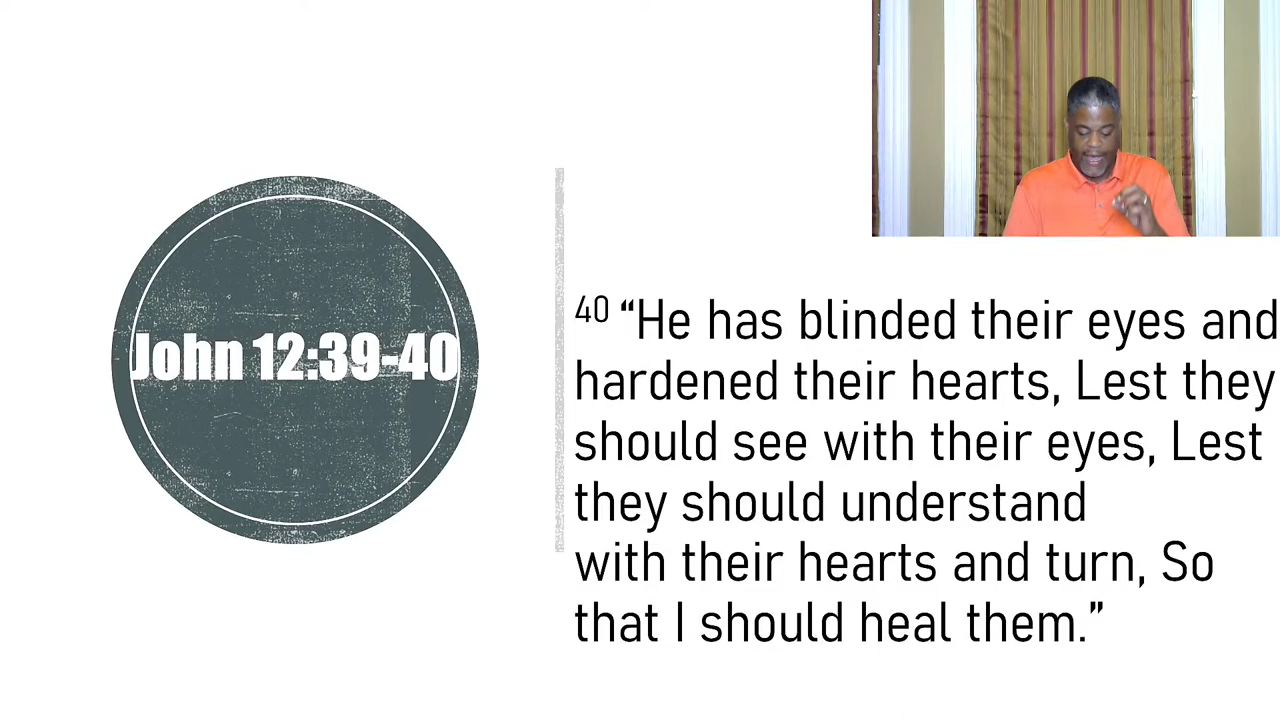 John 12:39-40
40 “He has blinded their eyes and
hardened their hearts, Lest they
should see with their eyes, Lest
they should understand
with their hearts and turn, So
that I should heal them.”